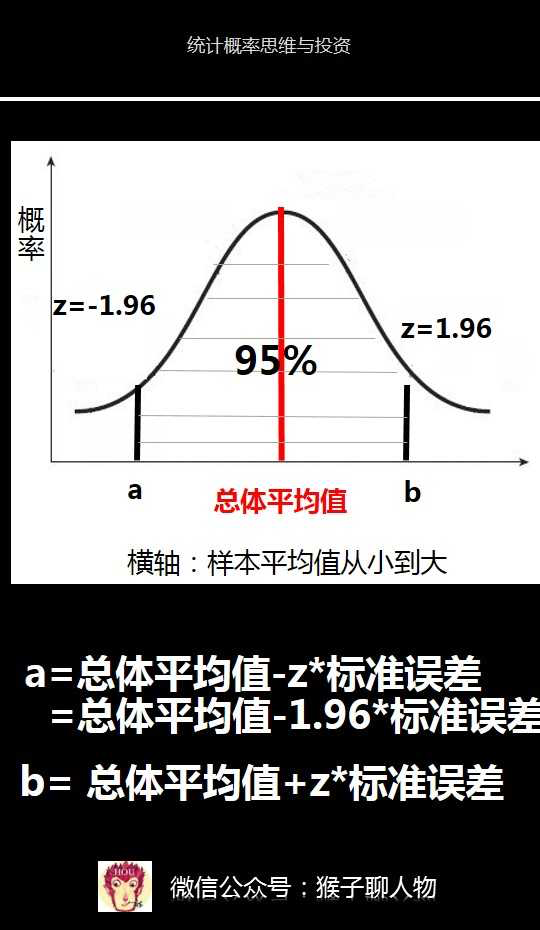 统计概率思维与投资
概率
z=-1.96
z=1.96
95%
a
总体平均值
b
横轴：样本平均值从小到大
a=总体平均值-z*标准误差
=总体平均值-1.96*标准误差
b= 总体平均值+z*标准误差
HOU
微信公众号：猴子聊人物